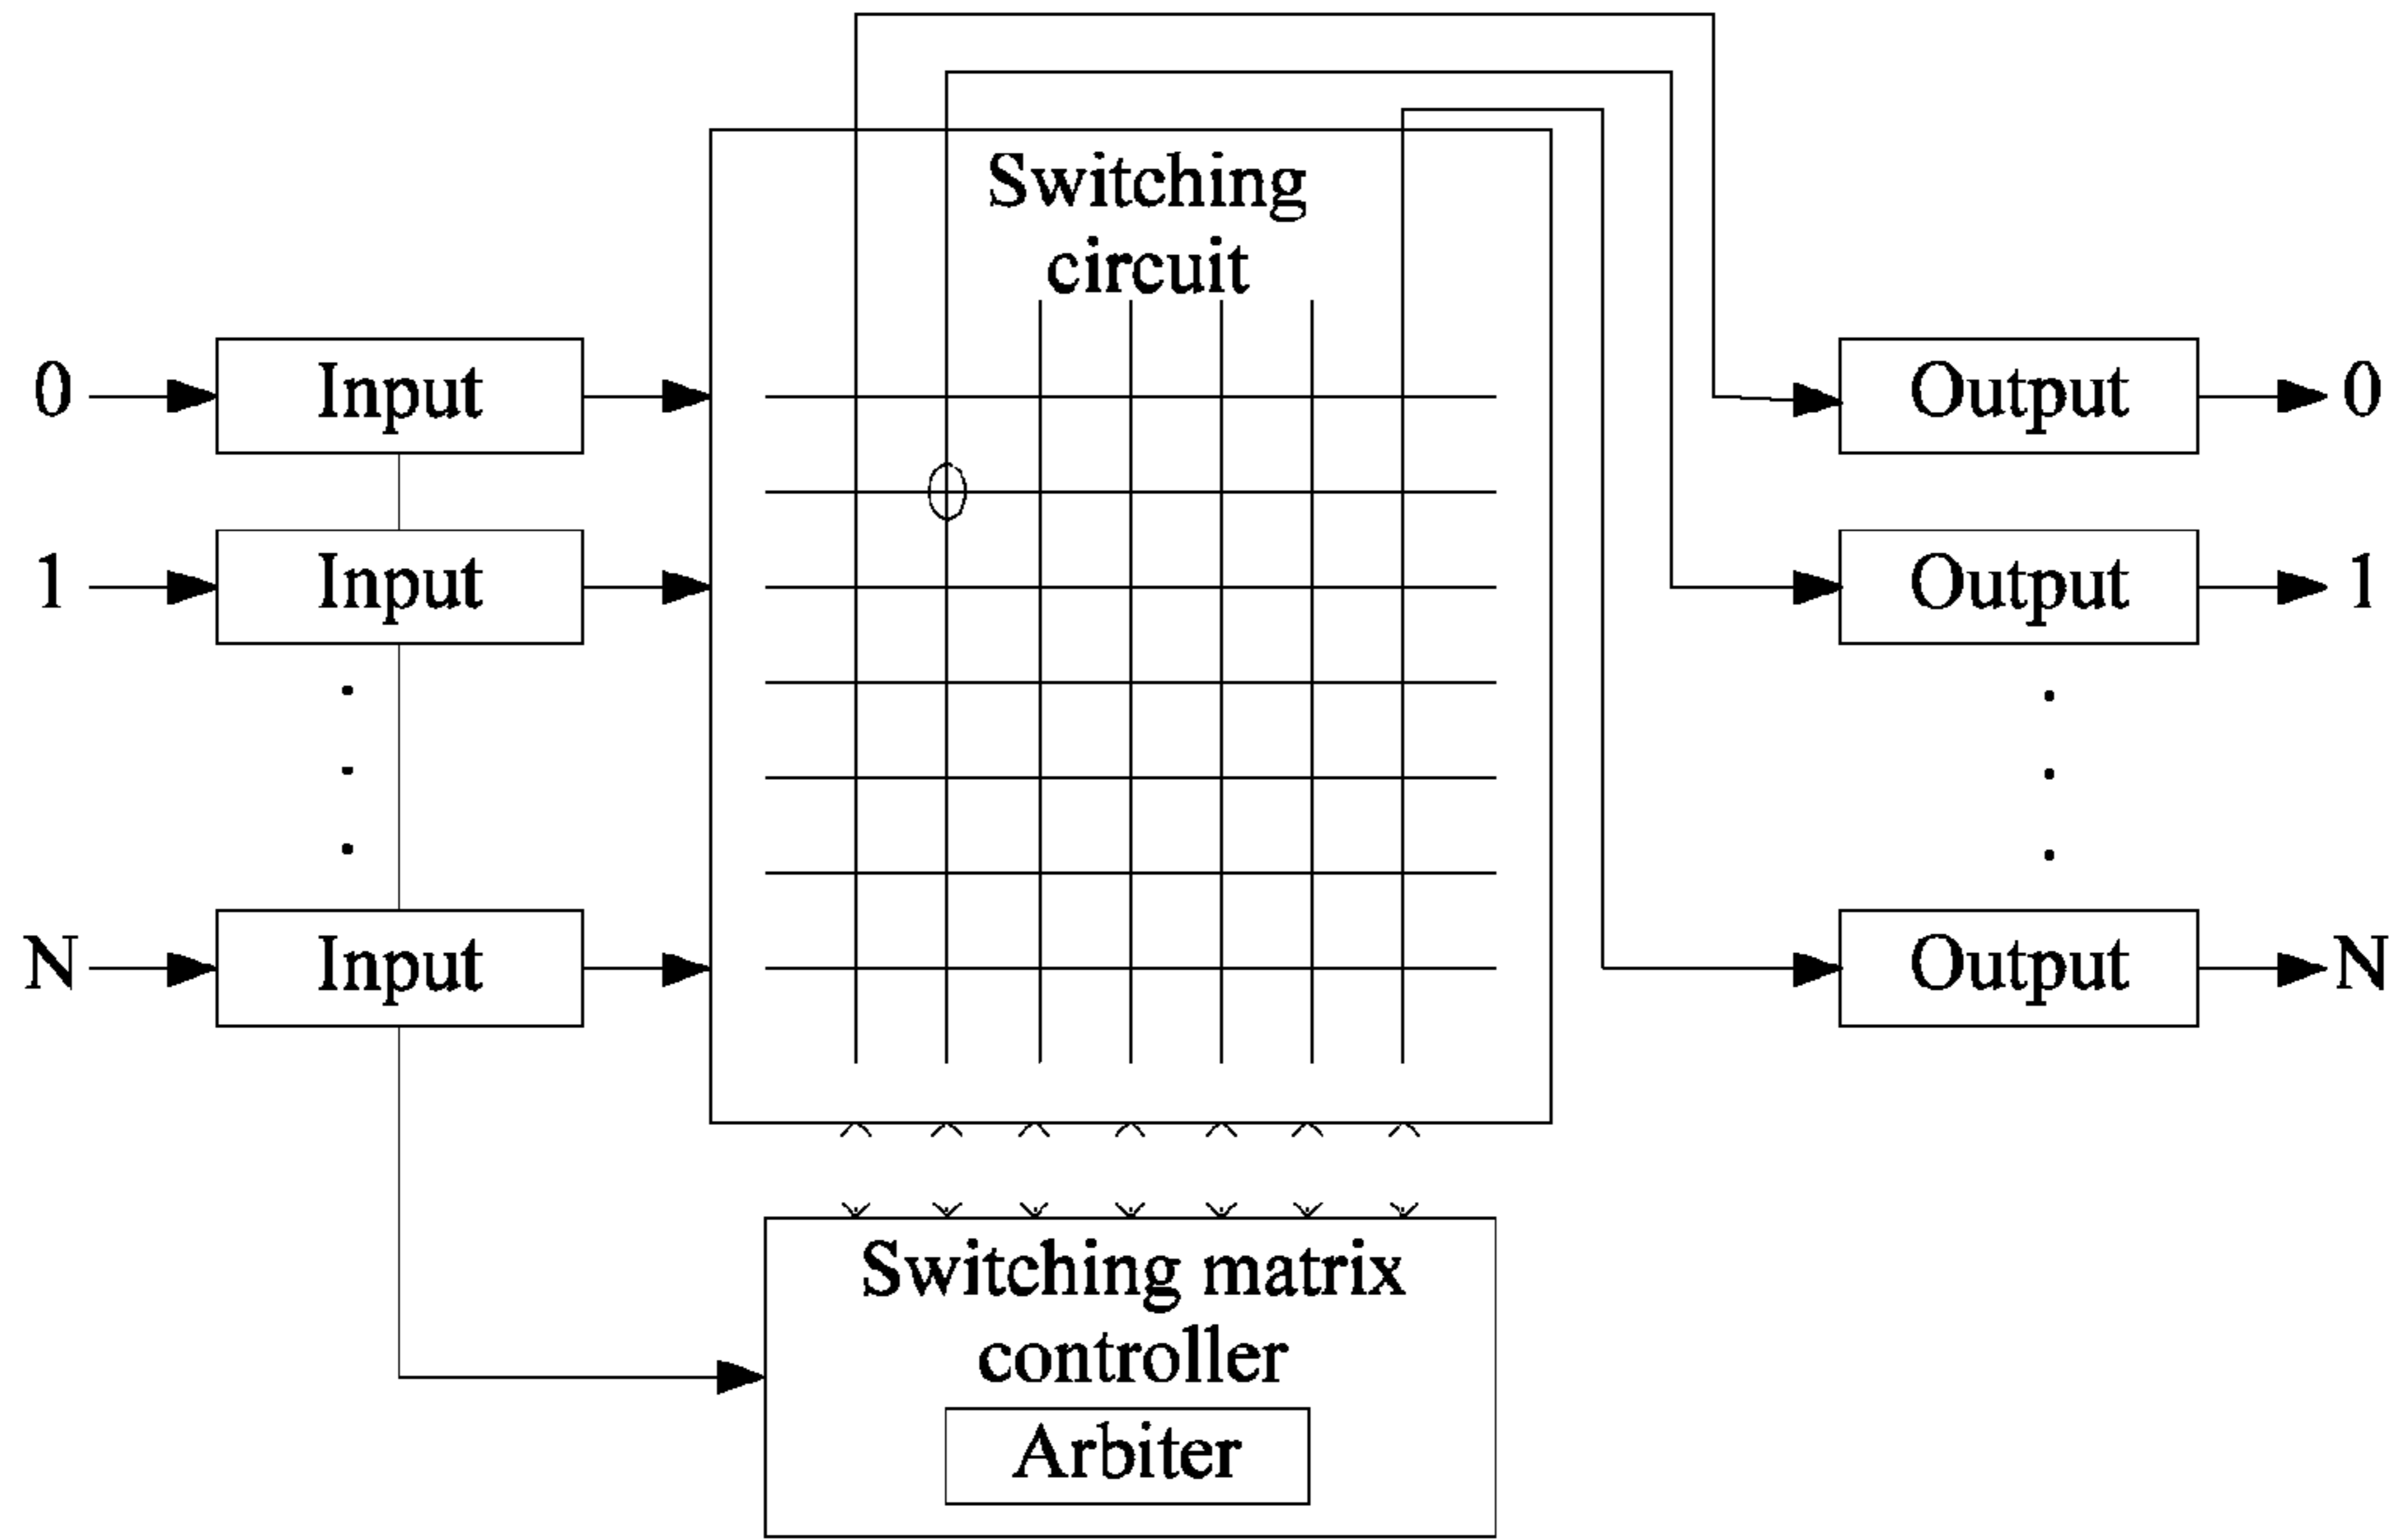 Switching
circuit
0 Input Output 0
1 Input Output 1
N Input Output N
Switching matrix
controller
Arbiter